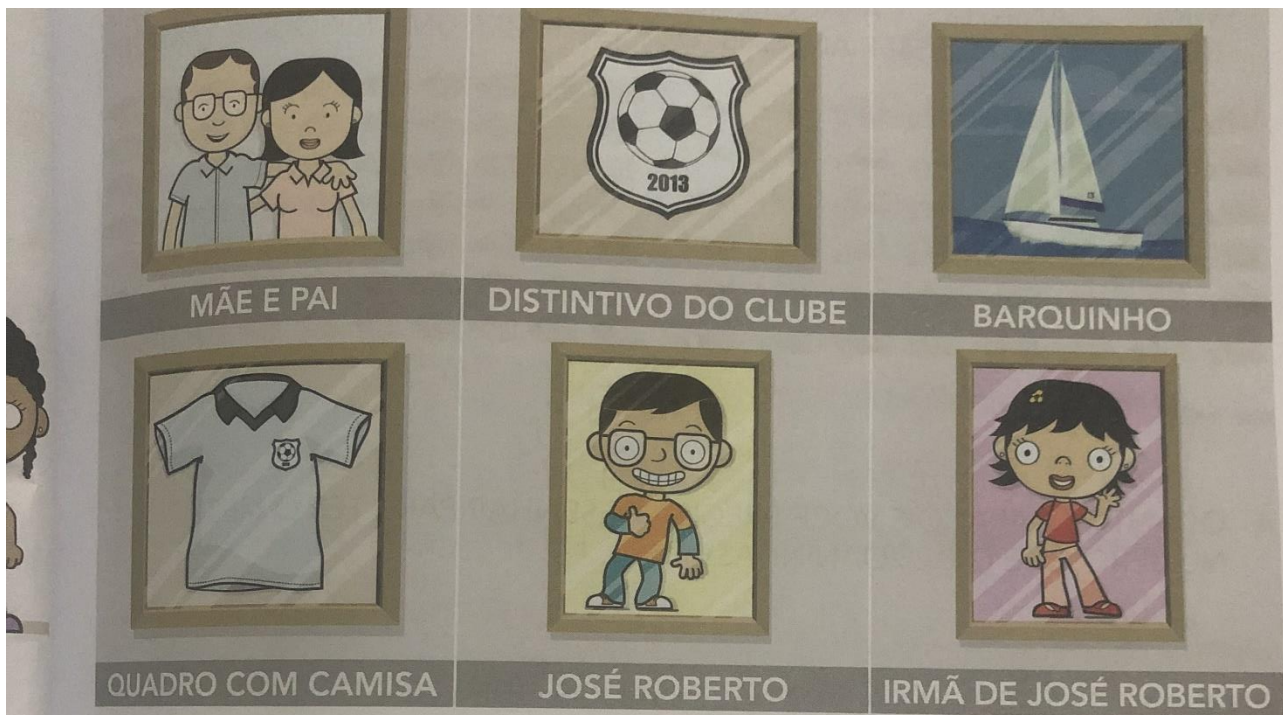 2013
MÃE E PAI
DISTINTIVO DO CLUBE
BARQUINHO
QUADRO COM CAMISA
JOSÉ ROBERTO
IRMÃ DE JOSÉ ROBERTO